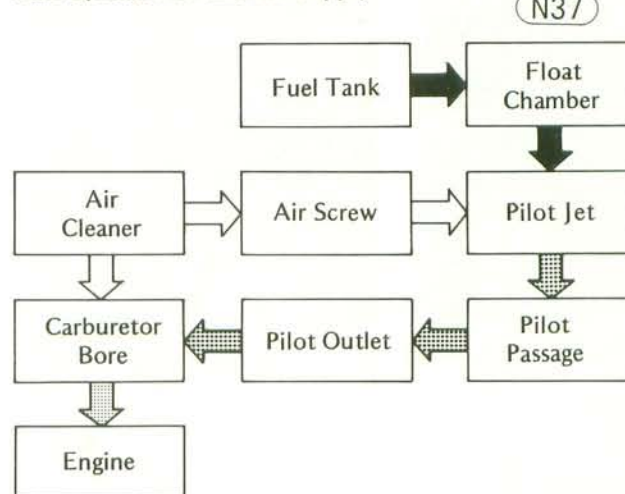 N37
Fuel Tank
Float
Chamber
Air
Cleaner
Air Screw
Pilot Jet
Carburetor
Bore
Pilot Outlet
Pilot
Passage
Engine